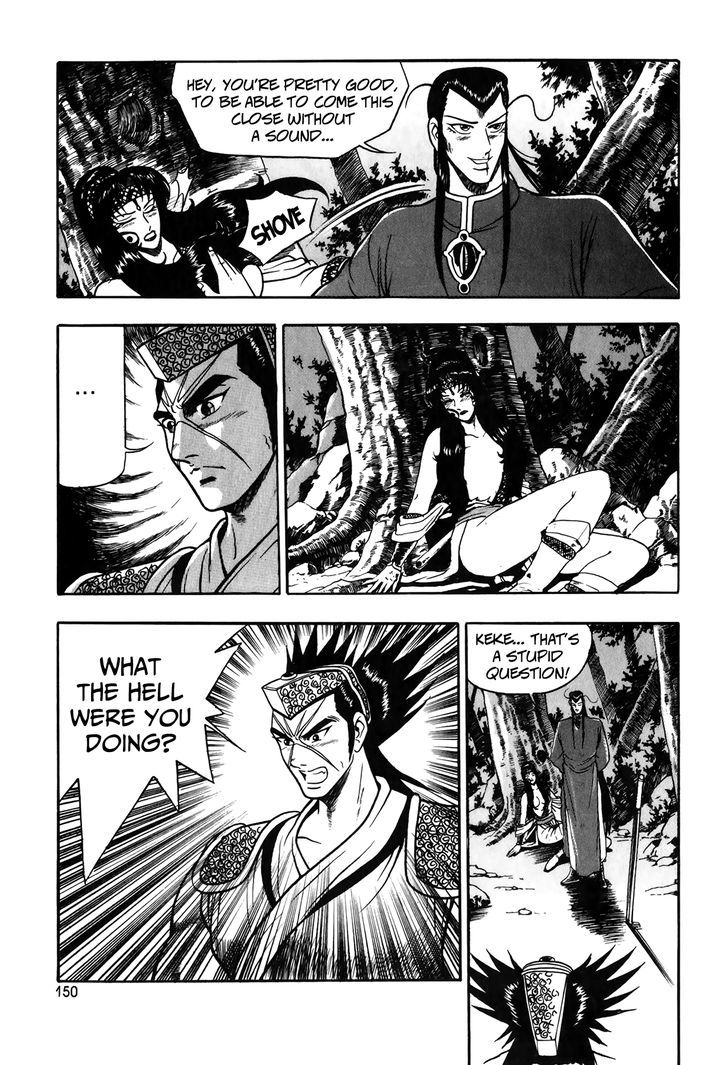 HEY, YOU'RE PRETTY GOOD,
TO BE ABLE TO COME THIS
CLOSE WITHOUT
A SOUND...
SHOVE
...
WHAT
THE HELL
WERE YOU
DOING?
KEKE... THAT'S
A STUPID
QUESTION!
150